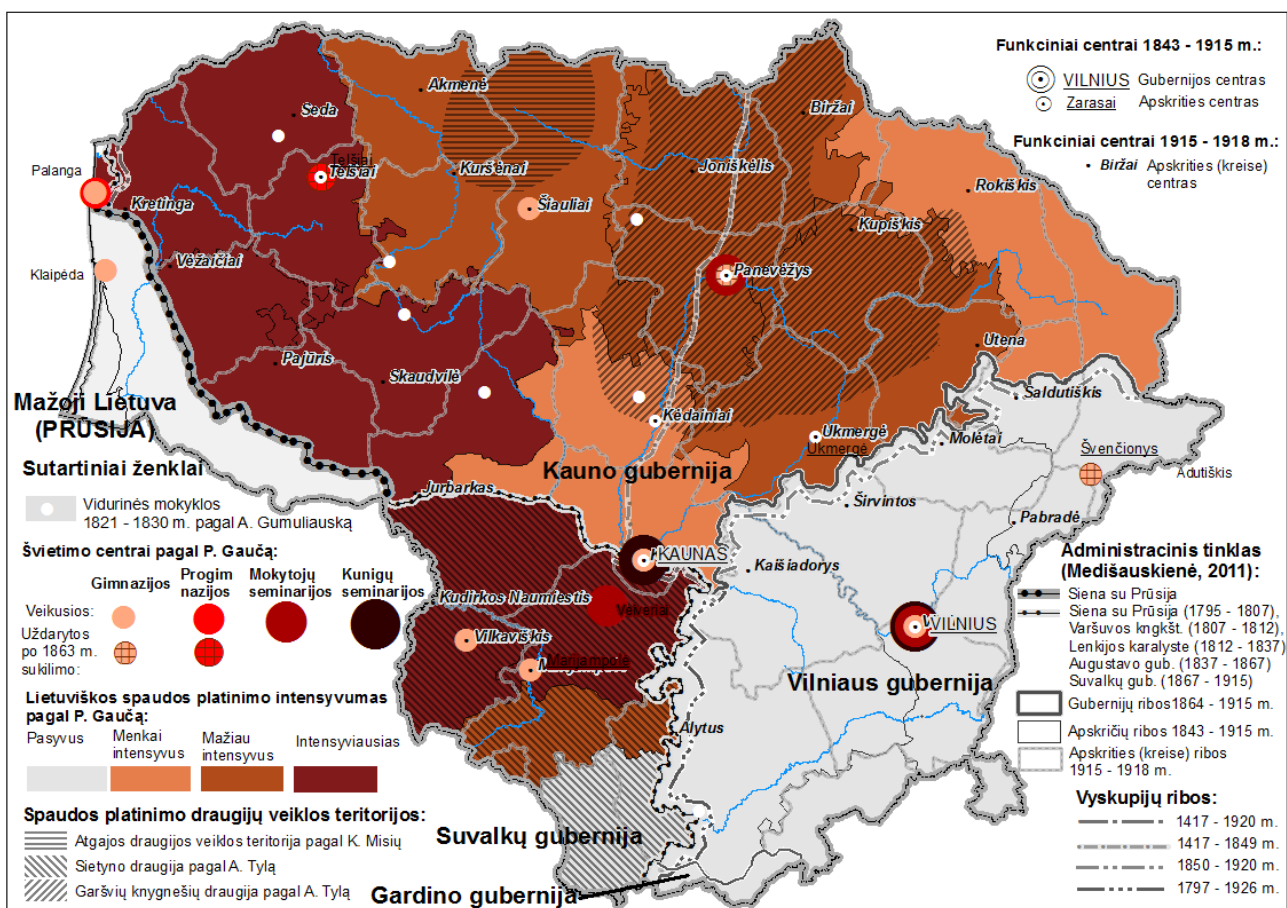 Funkciniai centrai 1843 - 1915 m.:
VILNIUS Gubernijos centras
Zarasai Apskrities centras
Funkciniai centrai 1915 - 1918 m.:
Biržai Apskrities (kreise)
centras
Akmenė
Seda
Biržai
Telšiai
Telšiai
Kuršėnai
Joniškėlis
Palanga
Rokiškis
Kretinga
Šiauliai
Kupiškis
Vėžaičiai
Klaipėda
Panevėžys
Pajūris
Utena
Skaudvilė
Saldutiškis
Mažoji Lietuva
(PRŪSIJA)
Kėdainiai
Ukmergė
Ukmergė
Molėtai
Švenčionys
Adutiškis
Kauno gubernija
Jurbarkas
Širvintos
Pabradė
KAUNAS
Kaišiadorys
Kudirkos Naumiestis
Veiveriai
VILNIUS
Vilkaviškis
Marijampolė
Vilniaus gubernija
Alytus
Suvalkų gubernija
Gardino gubernija
Sutartiniai ženklai
Vidurinės mokyklos
1821 - 1830 m. pagal A. Gumuliauską
Švietimo centrai pagal P. Gaučą:
Gimnazijos
Progim
nazijos
Mokytojų
seminarijos
Kunigų
seminarijos
Veikusios:
Uždarytos
po 1863 m.
sukilimo:
Lietuviškos spaudos platinimo intensyvumas
pagal P. Gaučą:
Pasyvus
Menkai
intensyvus
Mažiau
intensyvus
Intensyviausias
Spaudos platinimo draugijų veiklos teritorijos:
Atgajos draugijos veiklos teritorija pagal K. Misių
Sietyno draugija pagal A. Tylą
Garšvių knygnešių draugija pagal A. Tylą
Administracinis tinklas
(Medišauskienė, 2011):
Siena su Prūsija
Siena su Prūsija (1795 - 1807),
Varšuvos kngkšt. (1807 - 1812),
Lenkijos karalyste (1812 - 1837)
Augustavo gub. (1837 - 1867)
Suvalkų gub. (1867 - 1915)
Gubernijų ribos1864 - 1915 m.
Apskričių ribos 1843 - 1915 m.
Apskrities (kreise) ribos
1915 - 1918 m.
Vyskupijų ribos:
1417 - 1920 m.
1417 - 1849 m.
1850 - 1920 m.
1797 - 1926 m.